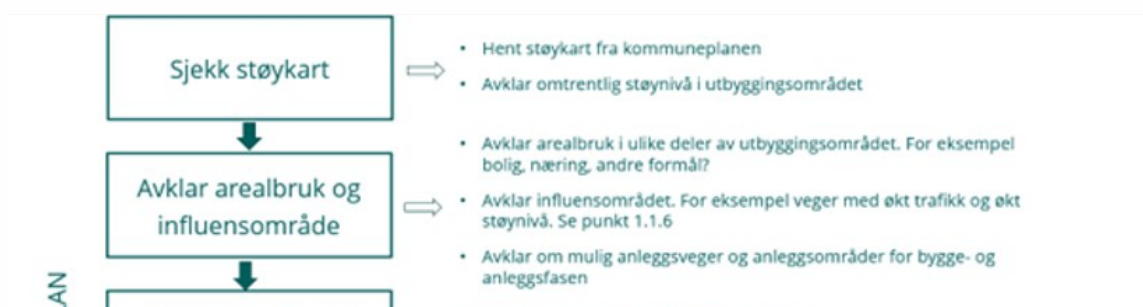 Sjekk støykart
• Hent støykart fra kommuneplanen
• Avklar omtrentlig støynivå i utbyggingsområdet
Avklar arealbruk og
influensområde
• Avklar arealbruk i ulike deler av utbyggingsområdet. For eksempel
bolig, næring, andre formål?
• Avklar influensområdet. For eksempel veger med økt trafikk og økt
støynivå. Se punkt 1.1.6
• Avklar om mulig anleggsveger og anleggsområder for bygge- og
anleggsfasen